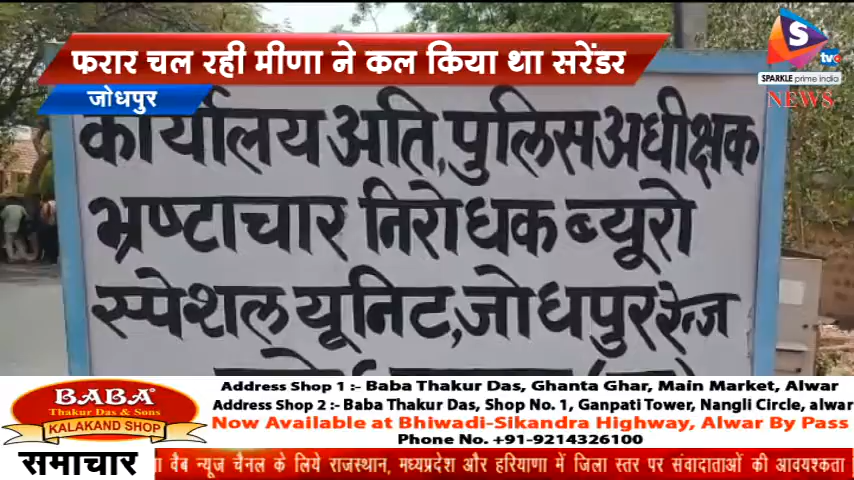 फरार चल रही मीणा ने कल किया था सरेंडर
जोधपुर
S
tv
SPARKLE prime india
NEWS
कार्यालय अति,पुलिस अधीक्षक
भ्रष्टाचार निरोधक ब्यूरो
स्पेशल यूनिट,जोधपुर रेन्ज
BABA
Thakur Das & Sons
KALAKAND SHOP
Address Shop 1 :- Baba Thakur Das, Ghanta Ghar, Main Market, Alwar
Address Shop 2 :- Baba Thakur Das, Shop No. 1, Ganpati Tower, Nangli Circle, alwar
Now Available at Bhiwadi-Sikandra Highway, Alwar By Pass
Phone No. +91-9214326100
समाचार
वैब न्यूज चैनल के लिये राजस्थान, मध्यप्रदेश और हरियाणा में जिला स्तर पर संवादाताओं की आवयश्कता